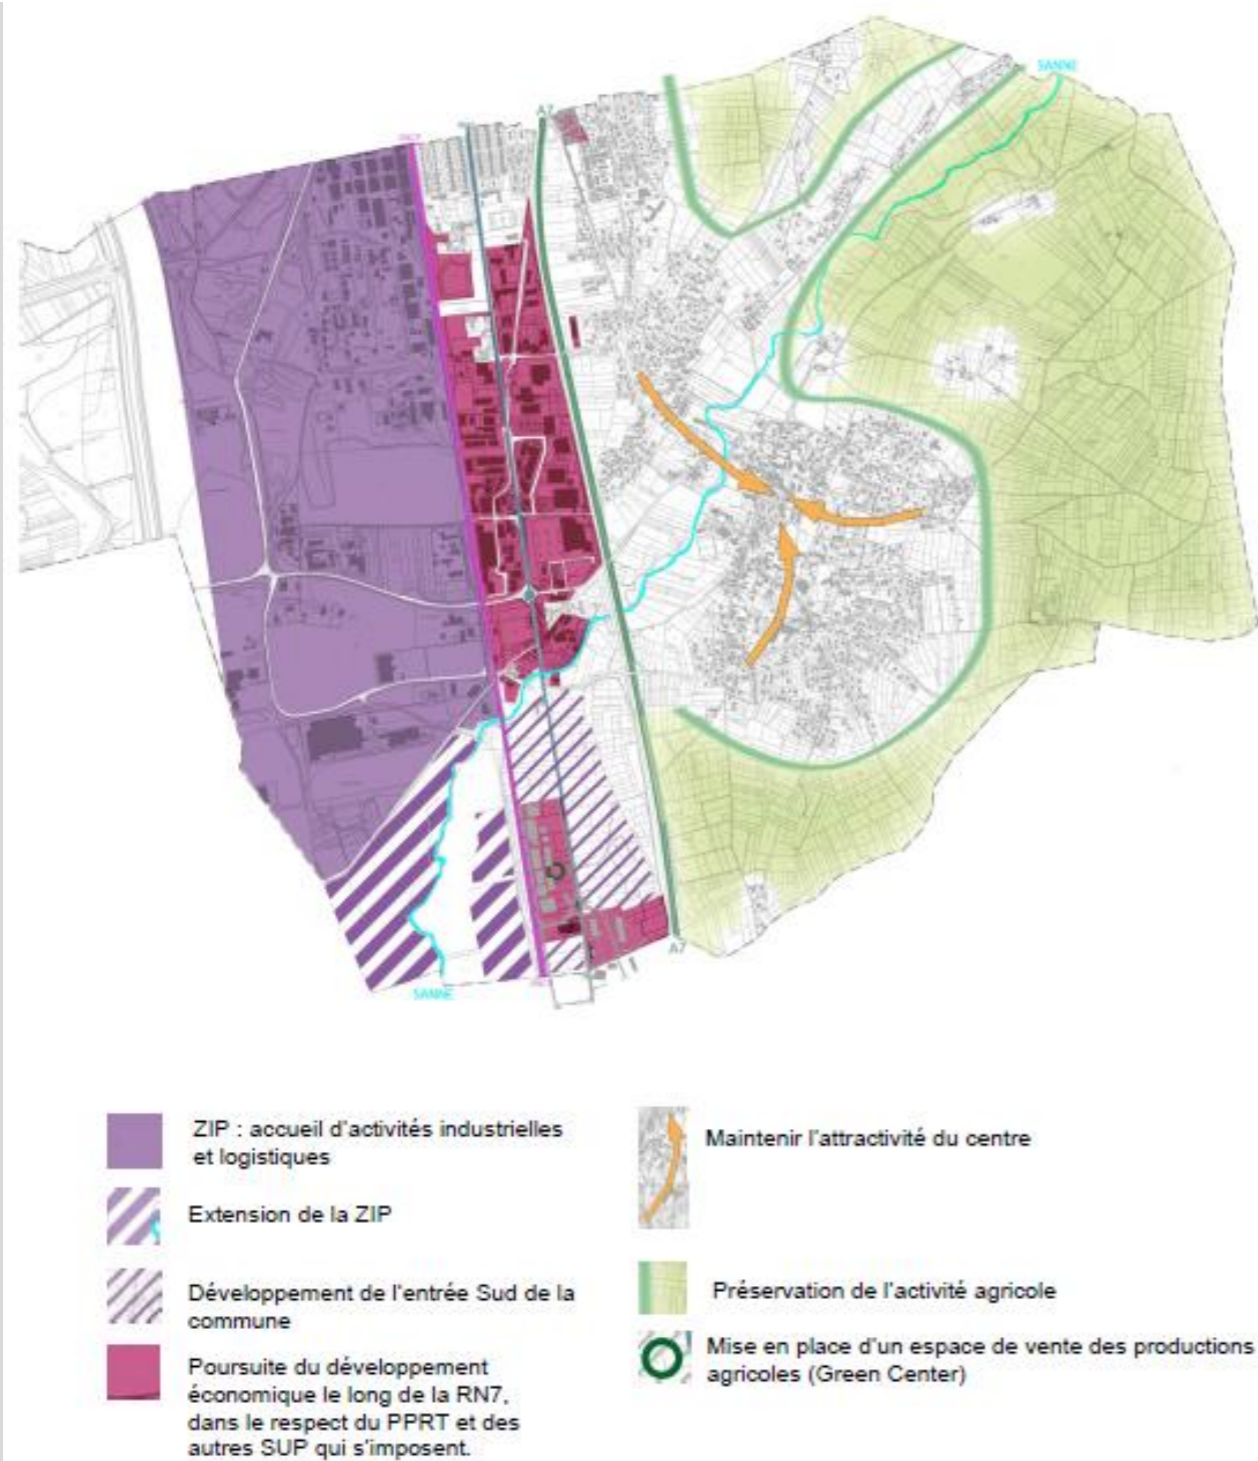 SANNE
A7
A7
SANNE
ZIP : accueil d'activités industrielles
et logistiques
Extension de la ZIP
Développement de l'entrée Sud de la
commune
Poursuite du développement
économique le long de la RN7,
dans le respect du PPRT et des
autres SUP qui s'imposent.
Maintenir l'attractivité du centre
Préservation de l'activité agricole
Mise en place d'un espace de vente des productions
agricoles (Green Center)